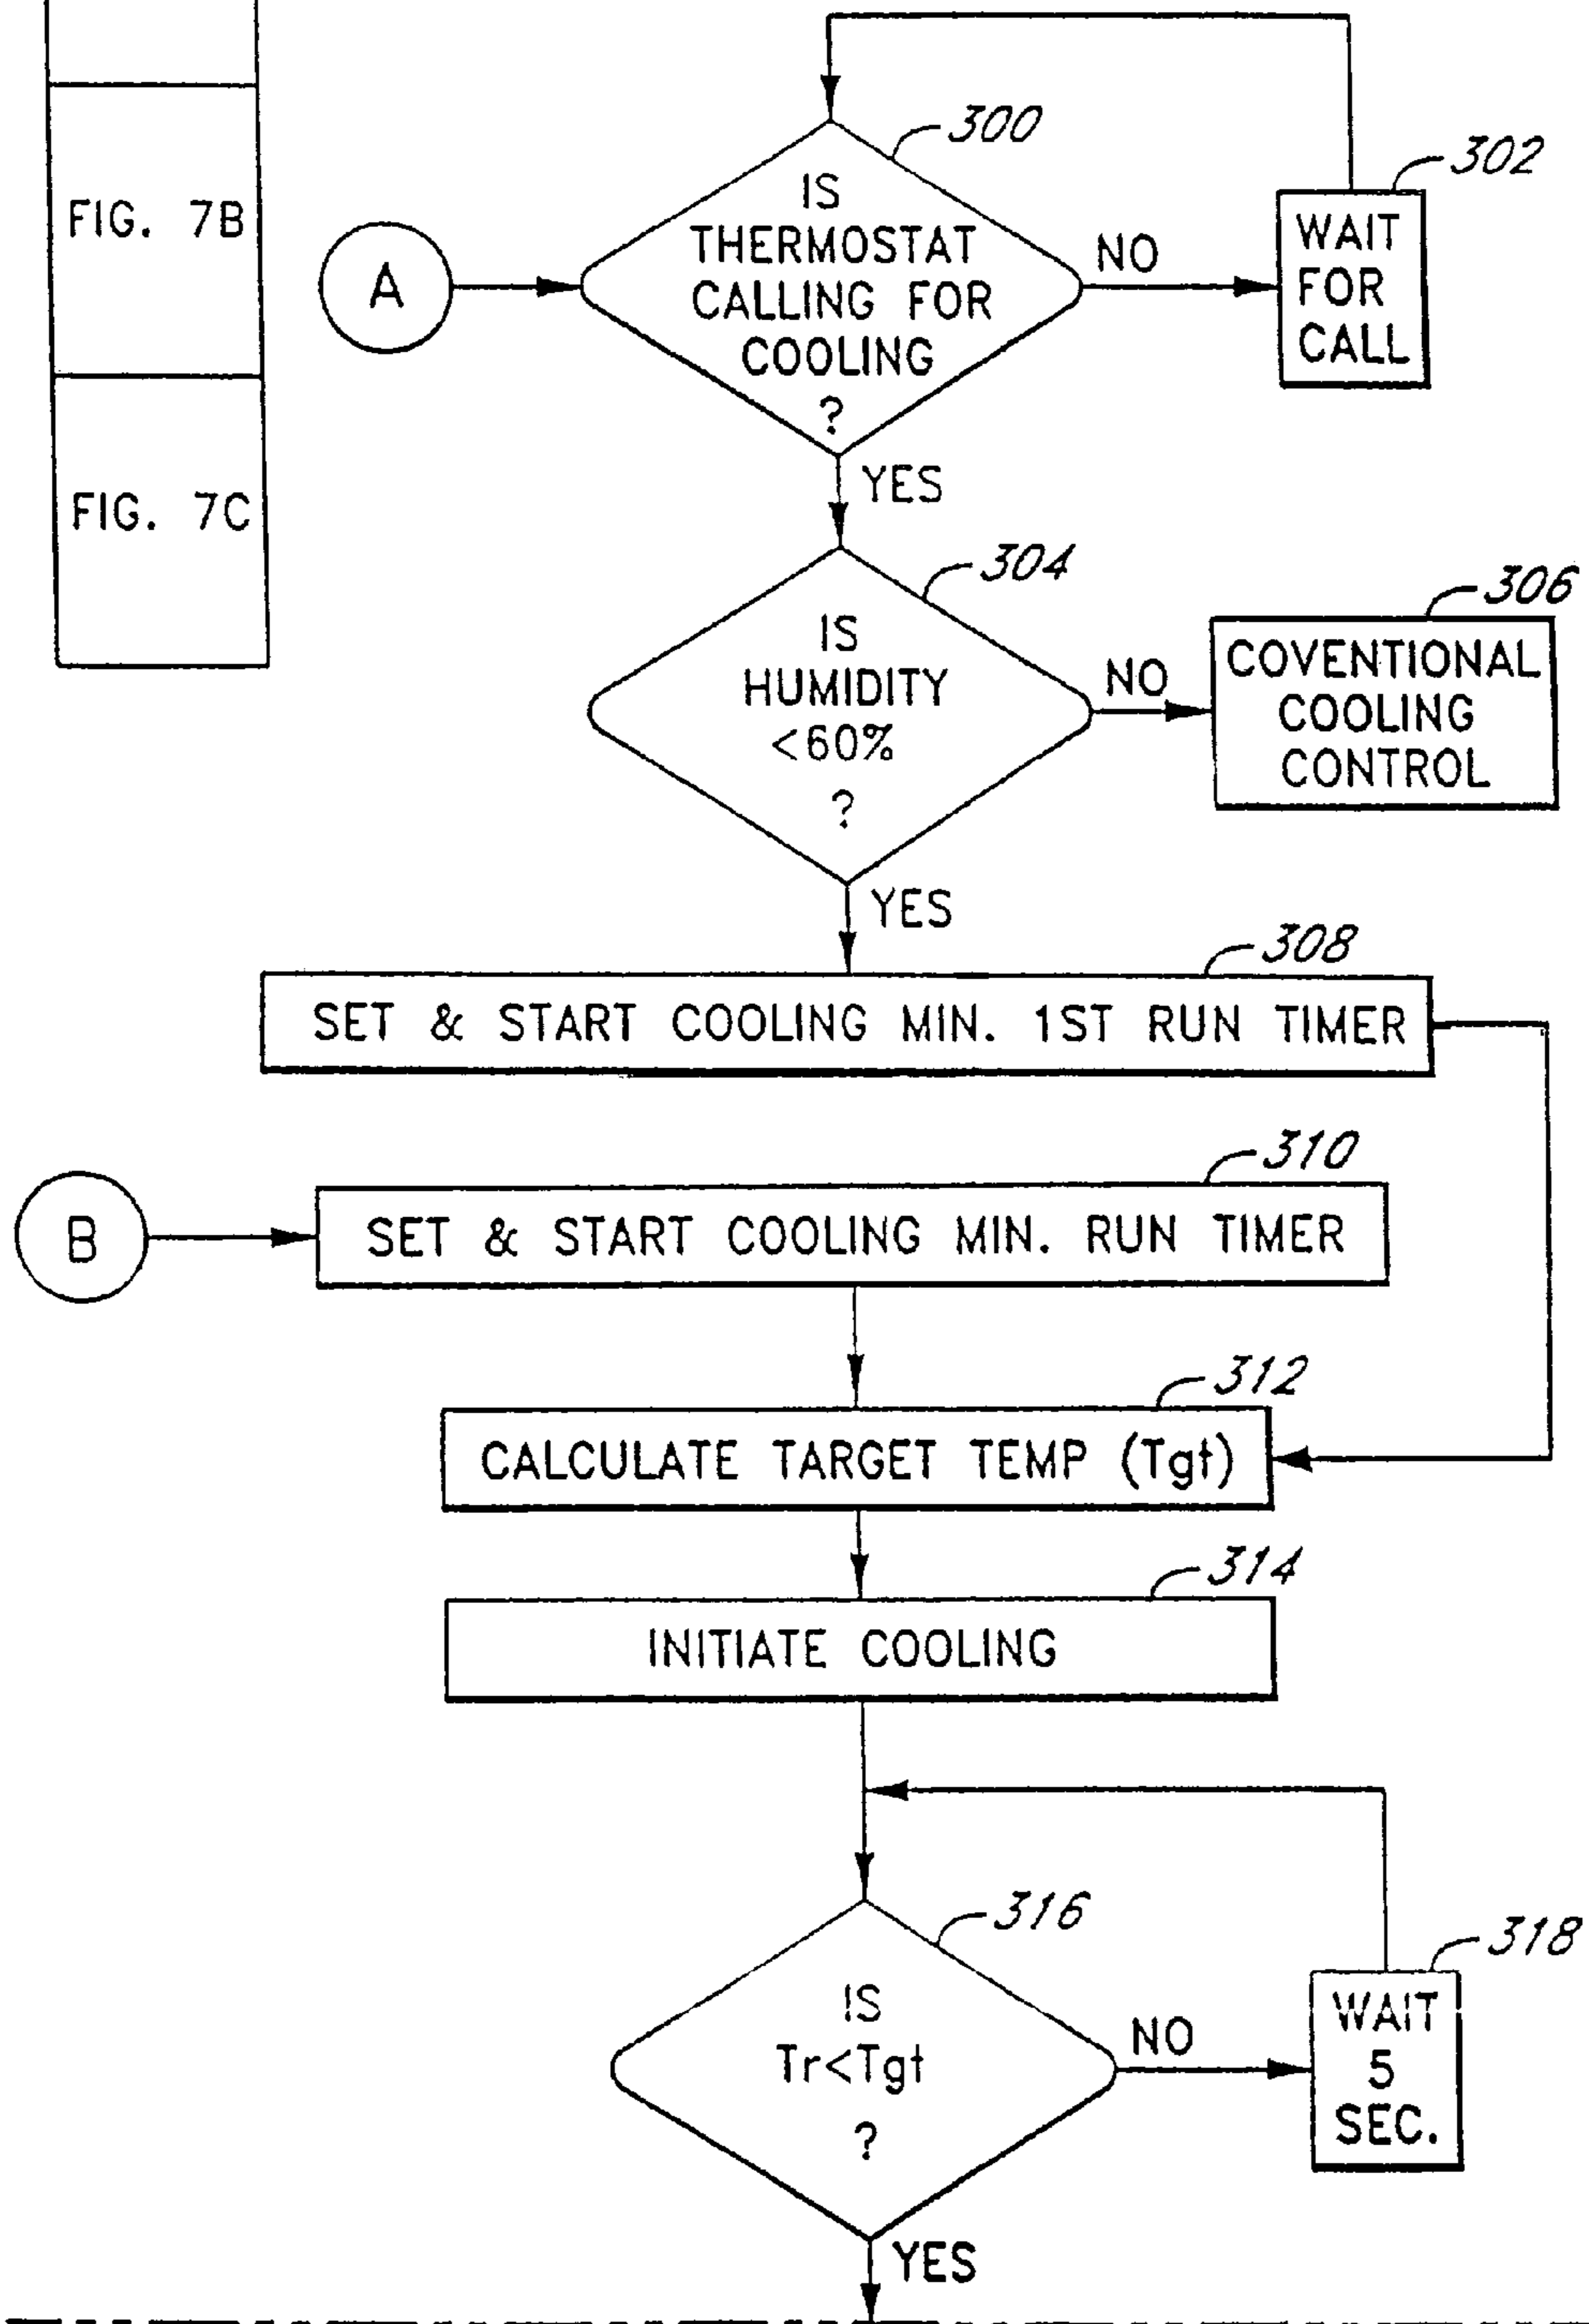 FIG. 7B
FIG. 7C
A
300
IS
THERMOSTAT
CALLING FOR
COOLING
?
NO
302
WAIT
FOR
CALL
YES
304
IS
HUMIDITY
<60%
?
NO
306
COVENTIONAL
COOLING
CONTROL
YES
308
SET & START COOLING MIN. 1ST RUN TIMER
B
310
SET & START COOLING MIN. RUN TIMER
312
CALCULATE TARGET TEMP (Tgt)
314
INITIATE COOLING
316
IS
Tr<Tgt
?
NO
318
WAIT
5
SEC.
YES